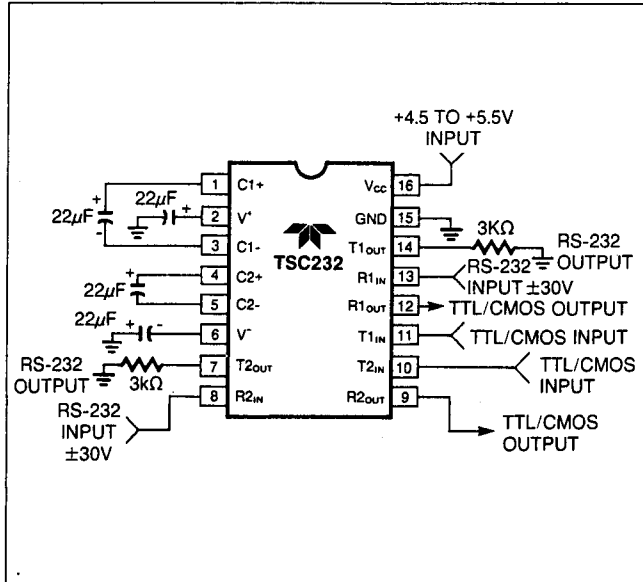 +4.5 TO +5.5V
INPUT
1 C1+
22µF +
2 V⁺
22µF
+ -
3 C1-
4 C2+
22µF +
5 C2-
22µF
+ -
6 V⁻
RS-232
OUTPUT
3kΩ
7 T2OUT
RS-232
INPUT
±30V
8 R2IN
TSC232
VCC 16
GND 15
T1OUT 14
3KΩ
RS-232
OUTPUT
R1IN 13
RS-232
INPUT ±30V
R1OUT 12
TTL/CMOS OUTPUT
T1IN 11
TTL/CMOS INPUT
T2IN 10
TTL/CMOS
INPUT
R2OUT 9
TTL/CMOS
OUTPUT